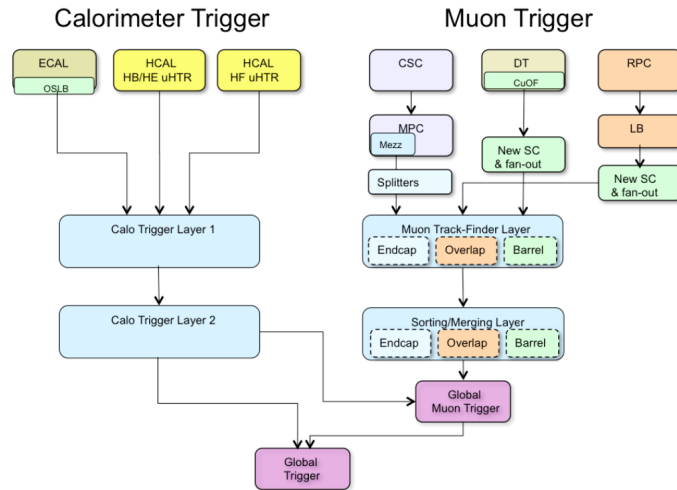 Calorimeter Trigger
Muon Trigger
ECAL
OSLB
HCAL
HB/HE uHTR
HCAL
HF uHTR
CSC
DT
CuOF
RPC
MPC
Mezz
LB
New SC
& fan-out
Splitters
New SC
& fan-out
Calo Trigger Layer 1
Muon Track-Finder Layer
Endcap
Overlap
Barrel
Calo Trigger Layer 2
Sorting/Merging Layer
Endcap
Overlap
Barrel
Global
Muon Trigger
Global
Trigger